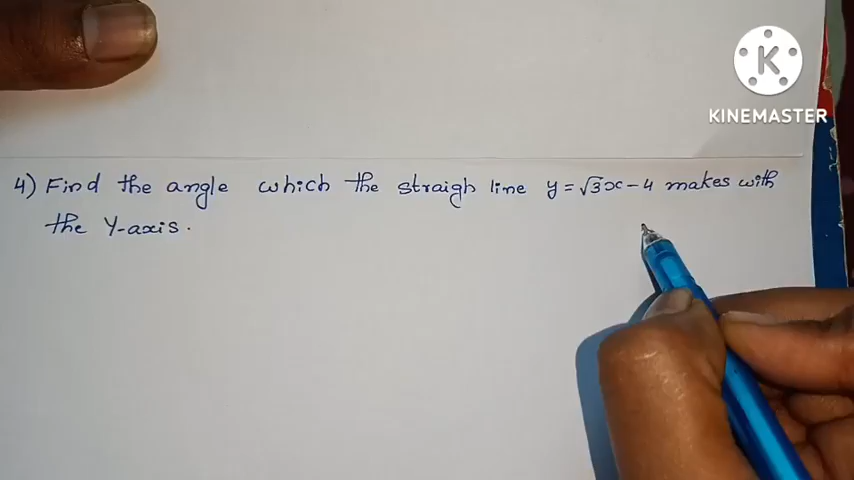 KINEMASTER
4) Find the angle which the straigh line y = √3x - 4 makes with
the Y-axis.